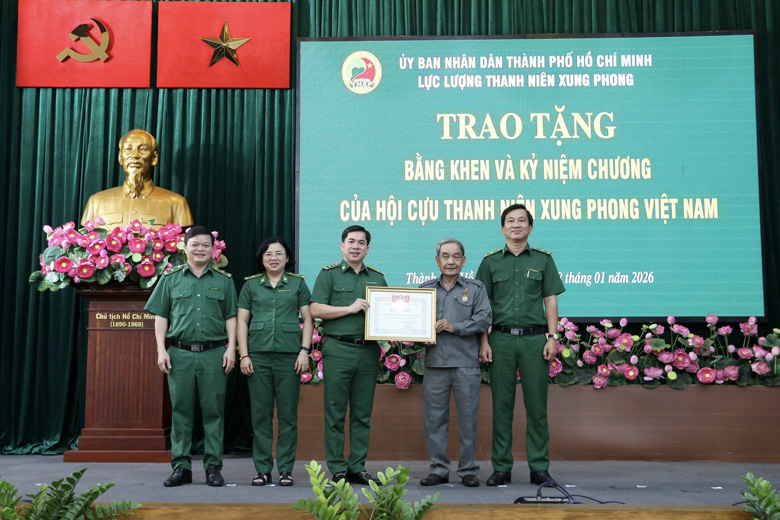 ỦY BAN NHÂN DÂN THÀNH PHỐ HỒ CHÍ MINH
LỰC LƯỢNG THANH NIÊN XUNG PHONG
TNXP
TRAO TẶNG
BẰNG KHEN VÀ KỶ NIỆM CHƯƠNG
CỦA HỘI CỰU THANH NIÊN XUNG PHONG VIỆT NAM
Thành 01 năm 2026
Chủ tịch Hồ Chí Minh
(1890-1969)